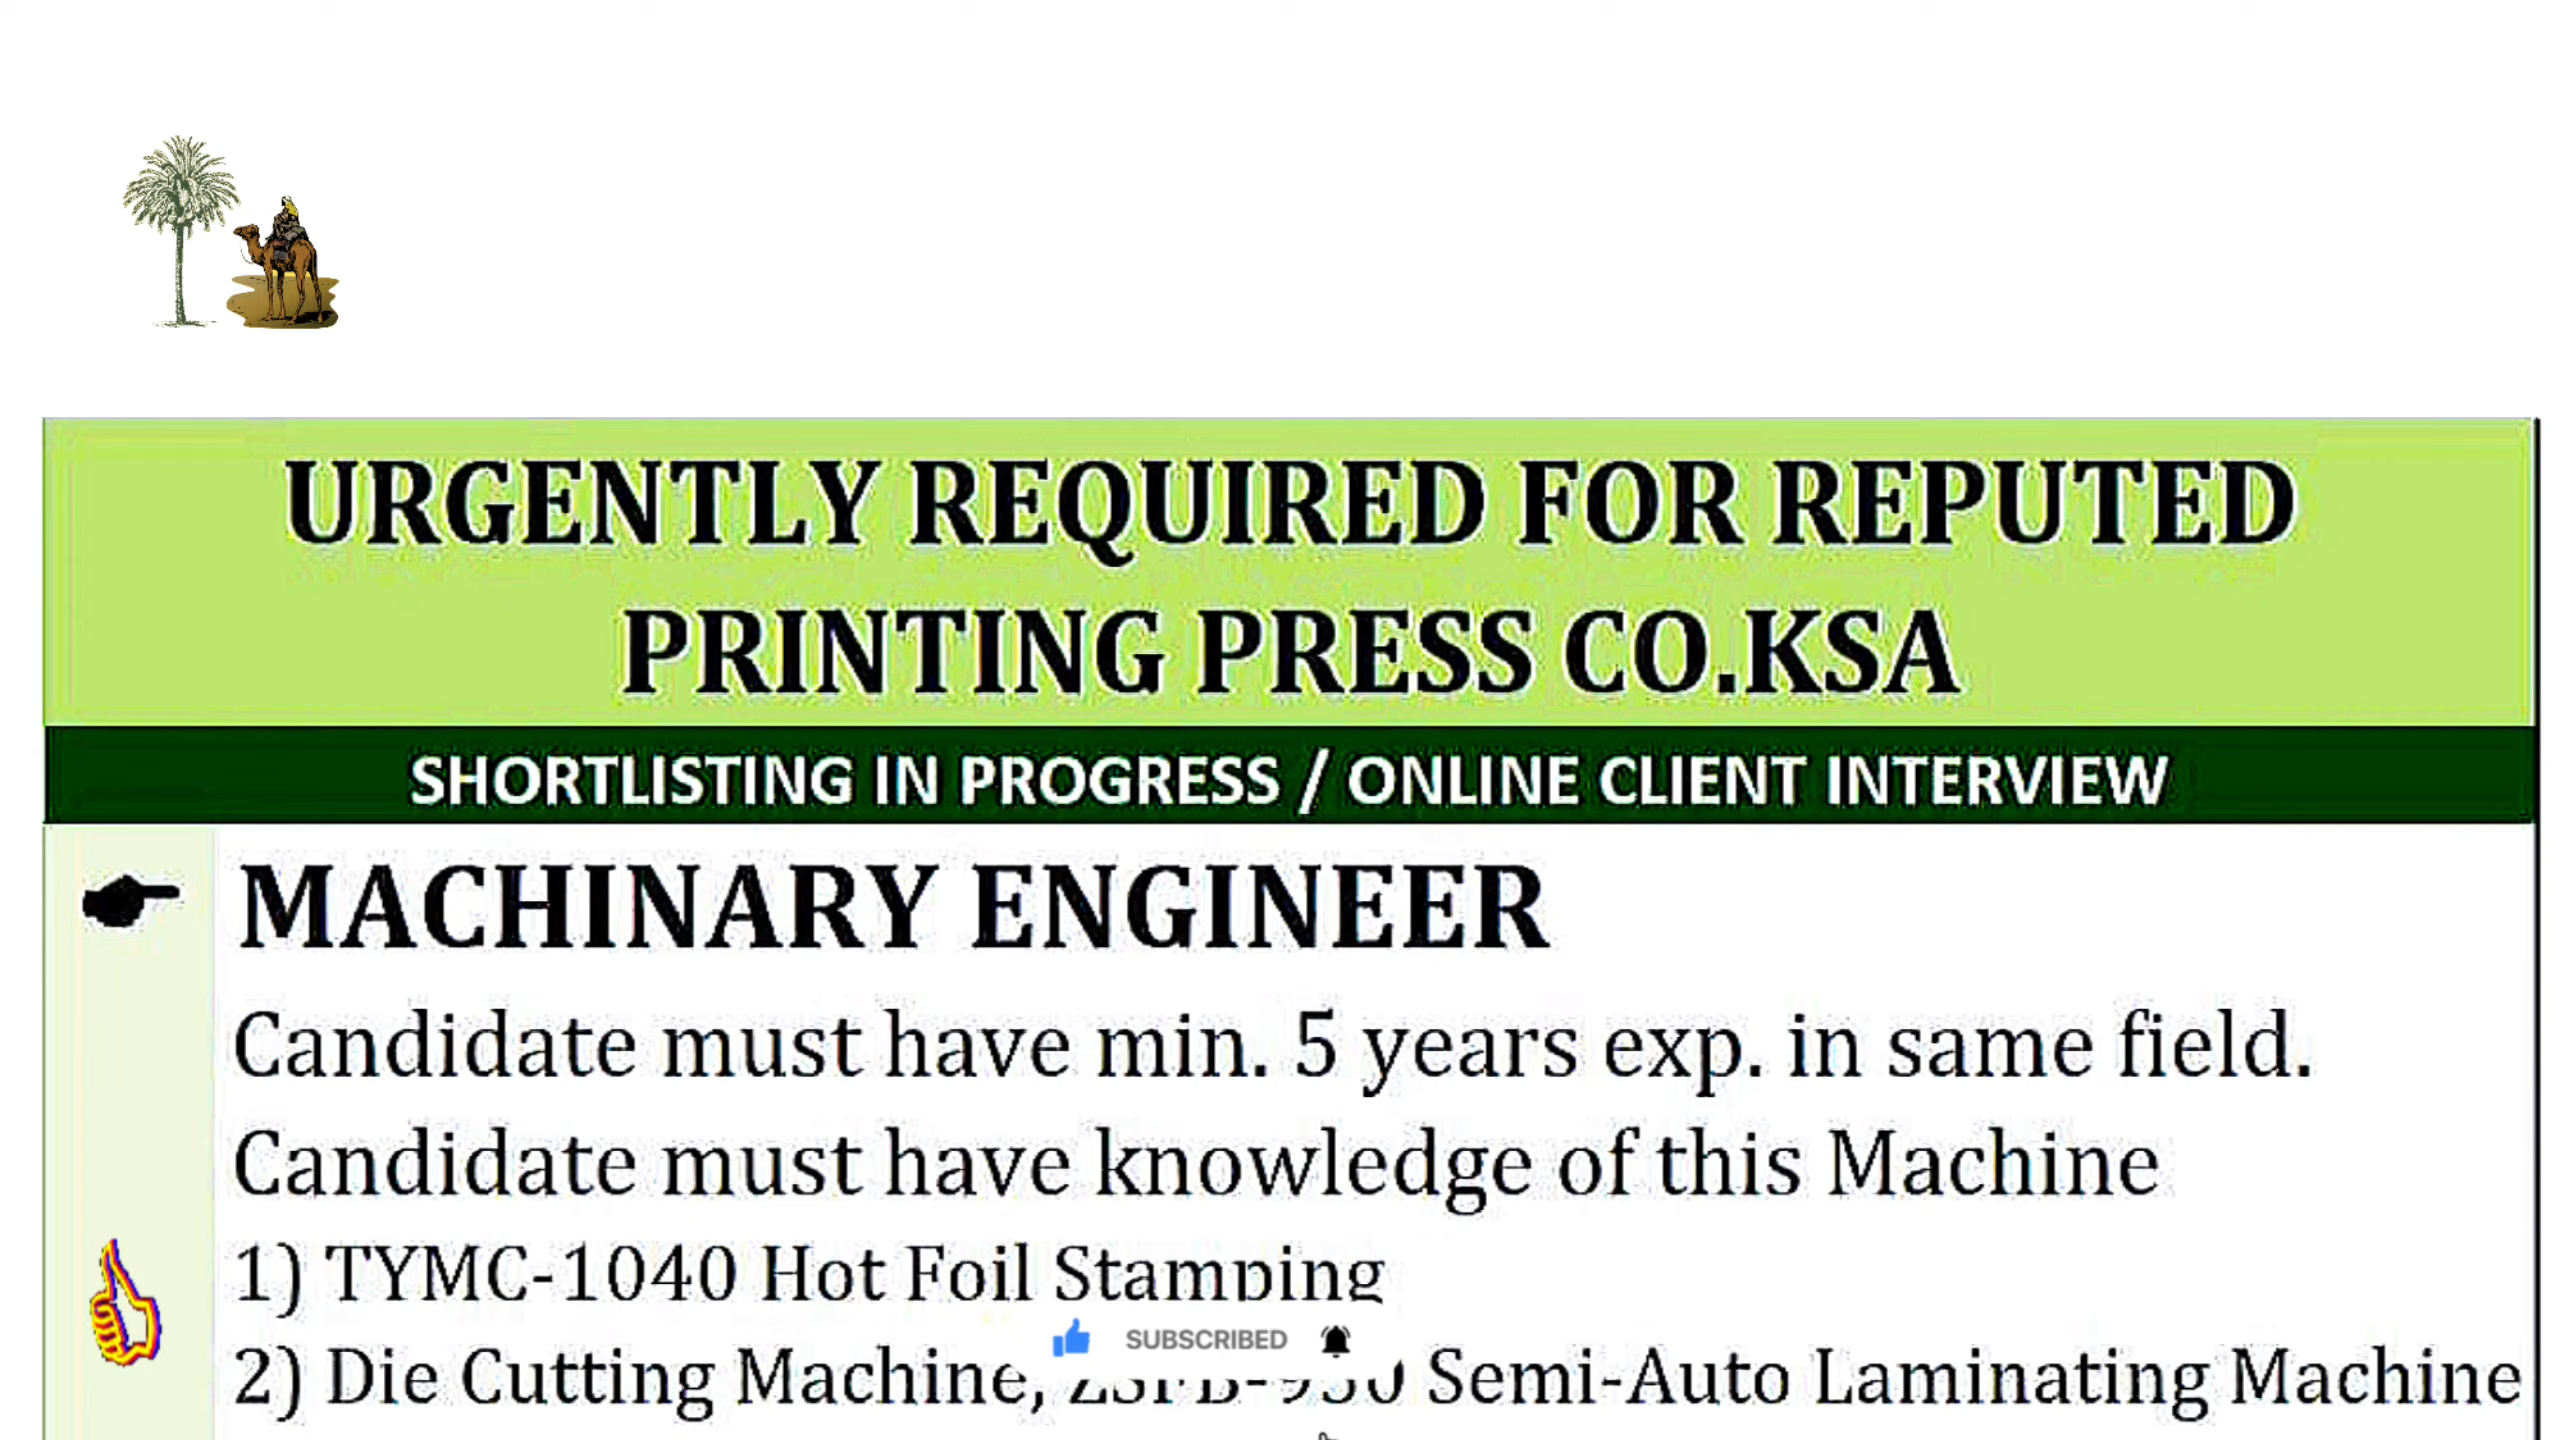 URGENTLY REQUIRED FOR REPUTED
PRINTING PRESS CO.KSA
SHORTLISTING IN PROGRESS / ONLINE CLIENT INTERVIEW
MACHINARY ENGINEER
Candidate must have min. 5 years exp. in same field.
Candidate must have knowledge of this Machine
1) TYMC-1040 Hot Foil Stamping
SUBSCRIBED
2) Die Cutting Machine, Semi-Auto Laminating Machine